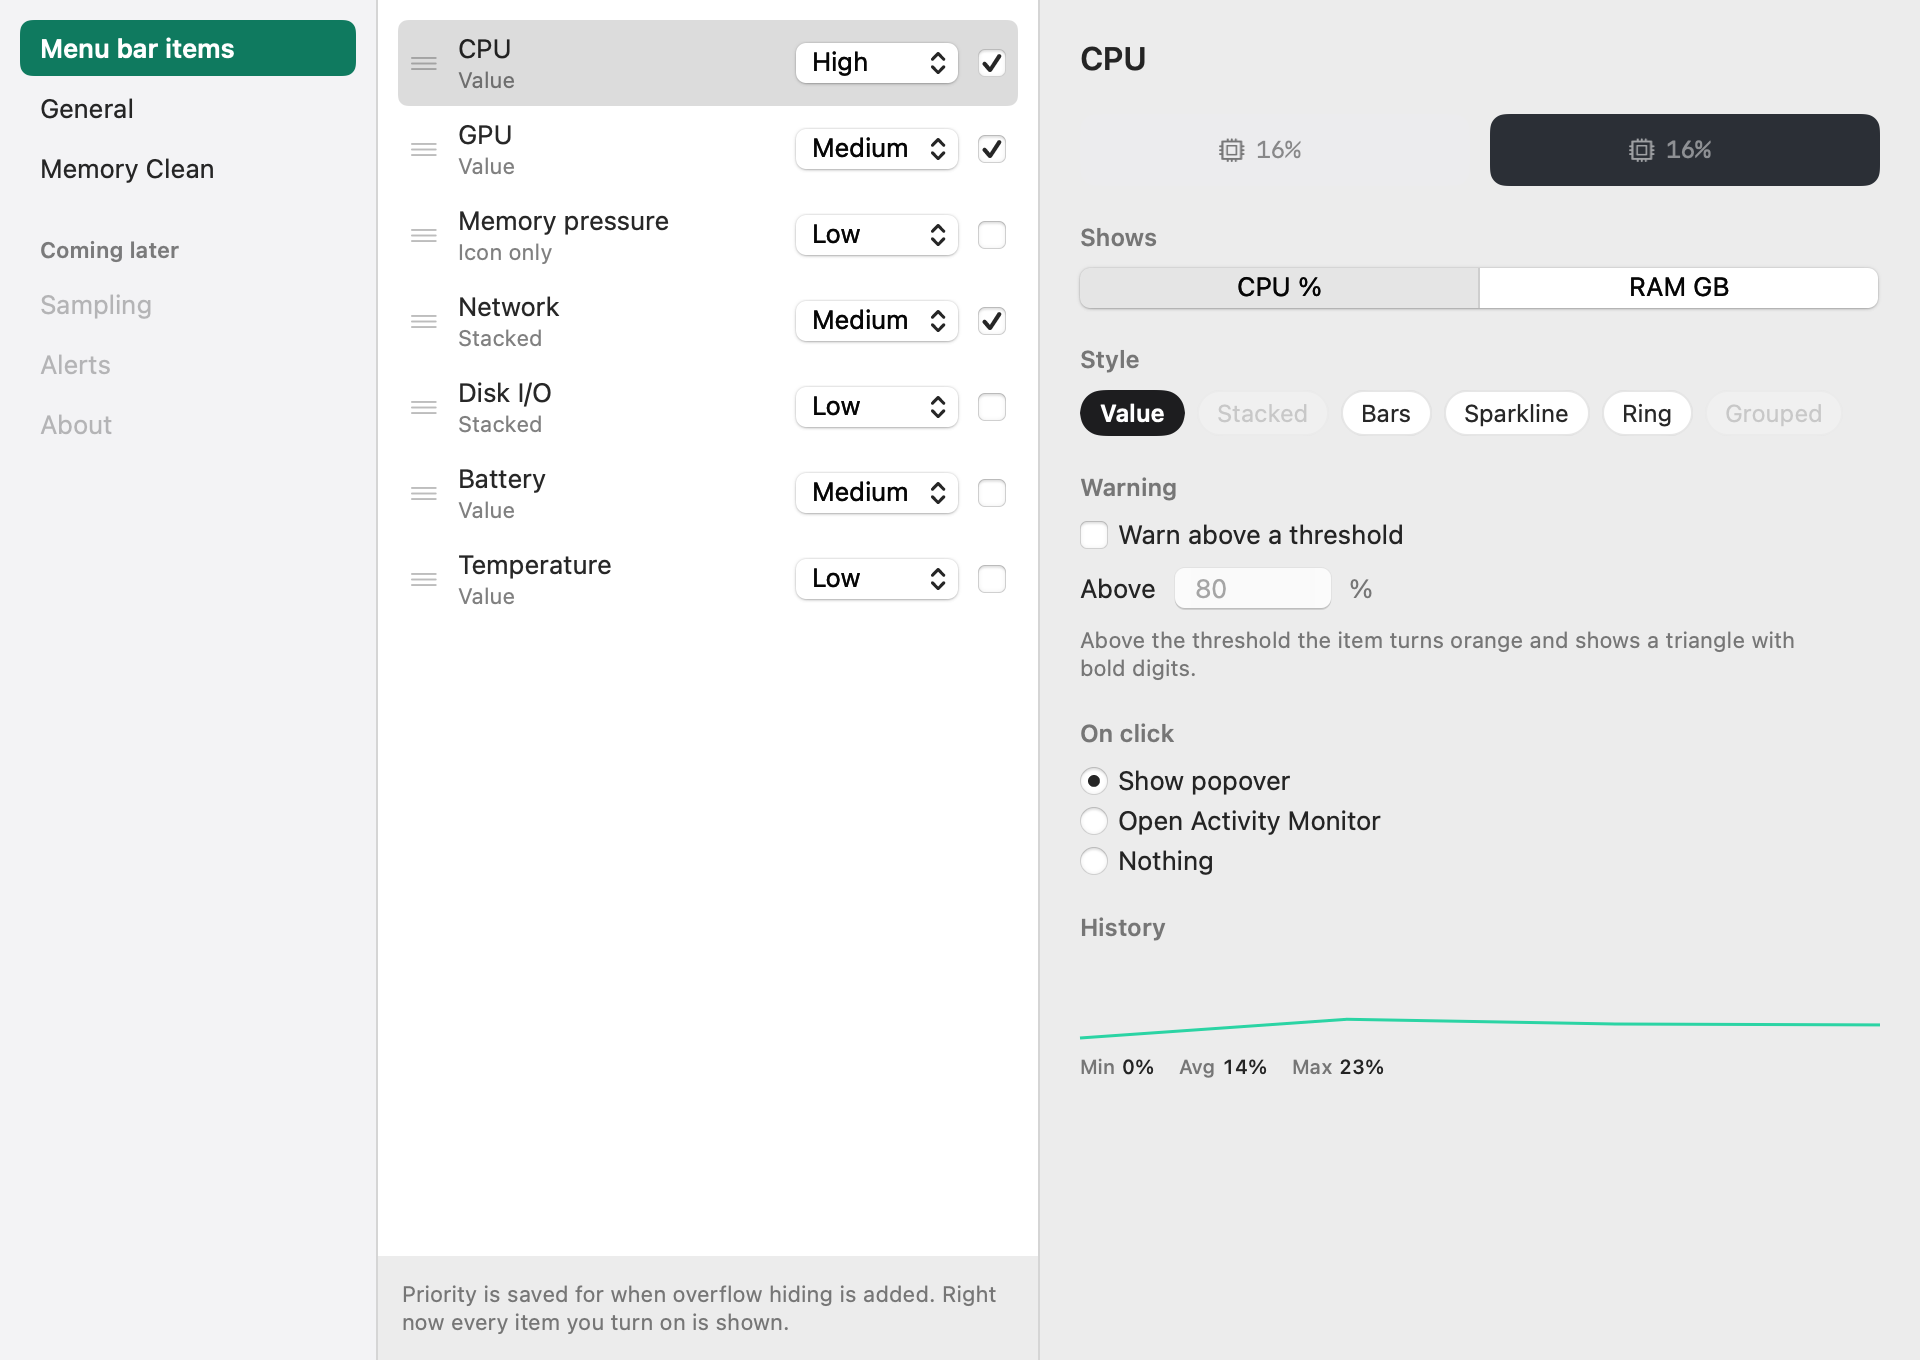 Menu bar items
General
Memory Clean
Coming later
Sampling
Alerts
About
CPU
Value
High
GPU
Value
Medium
Memory pressure
Icon only
Low
Network
Stacked
Medium
Disk I/O
Stacked
Low
Battery
Value
Medium
Temperature
Value
Low
Priority is saved for when overflow hiding is added. Right
now every item you turn on is shown.
CPU
16% 16%
Shows
CPU % RAM GB
Style
Value Stacked Bars Sparkline Ring Grouped
Warning
Warn above a threshold
Above 80 %
Above the threshold the item turns orange and shows a triangle with
bold digits.
On click
Show popover
Open Activity Monitor
Nothing
History
Min 0% Avg 14% Max 23%